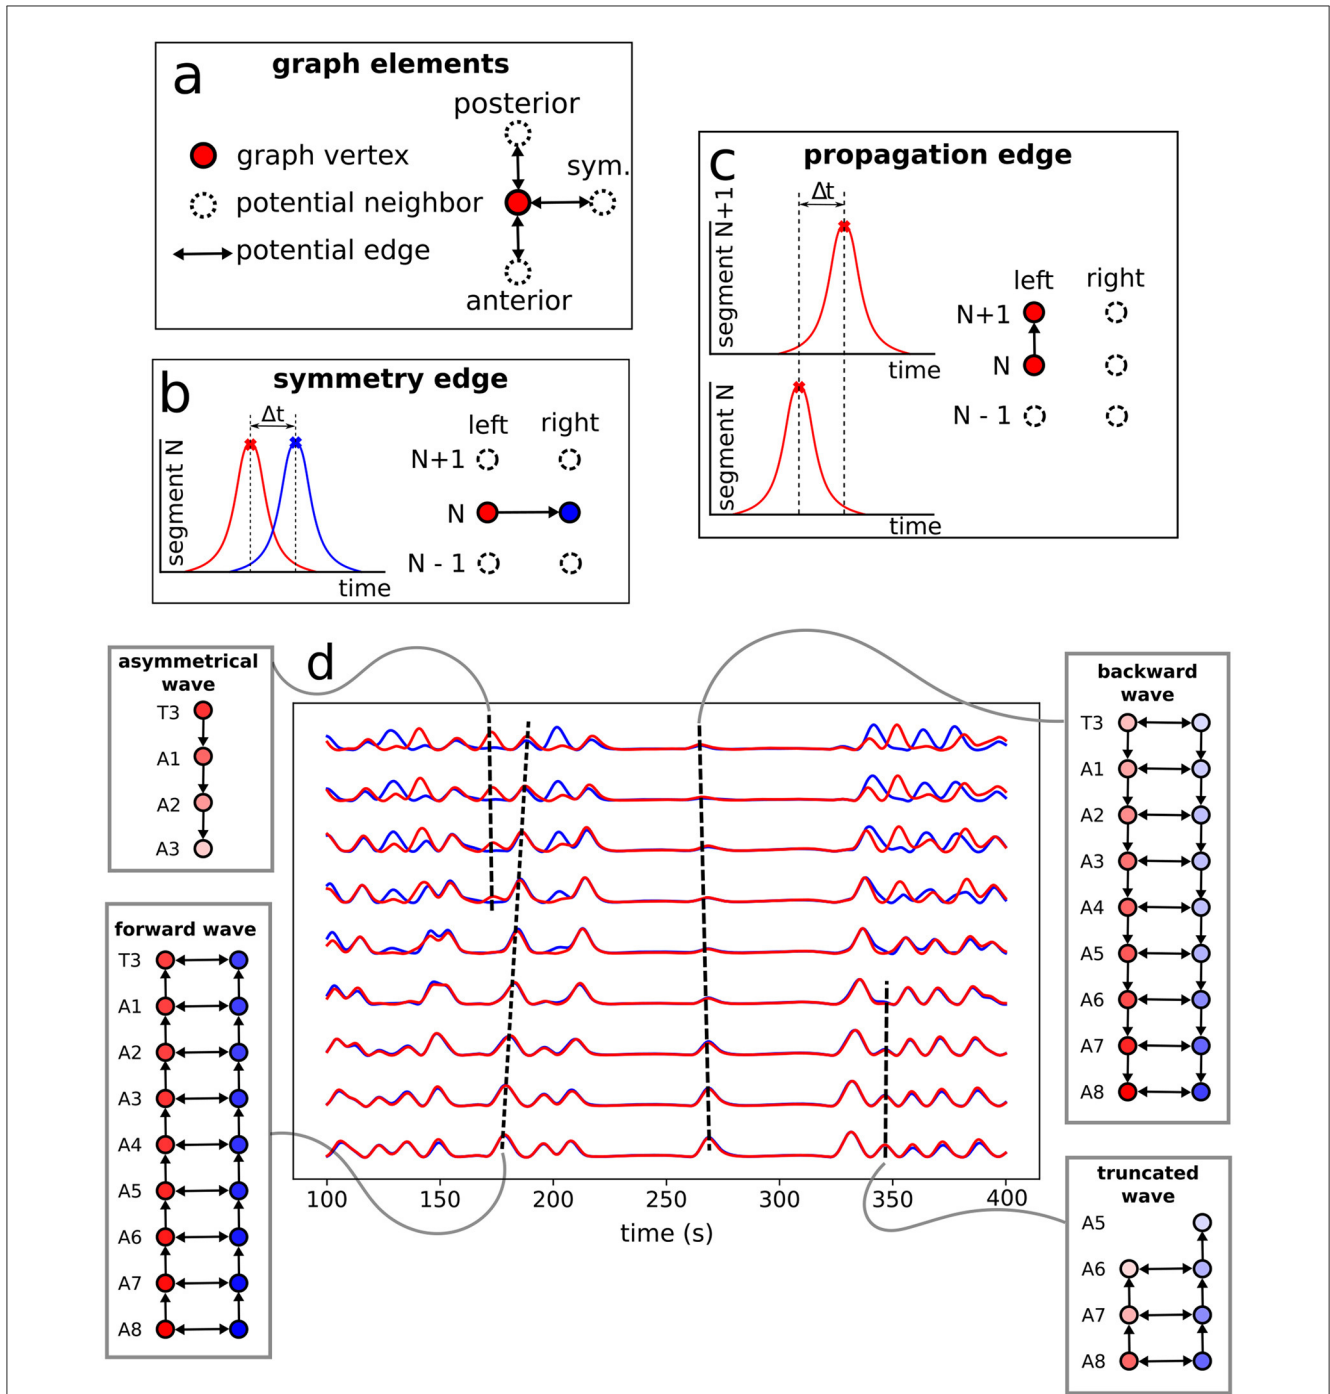 a
graph elements
posterior
graph vertex
sym.
potential neighbor
potential edge
anterior
b
symmetry edge
Δt
left
right
segment N
N+1
N
N - 1
time
c
propagation edge
Δt
segment N+1
left
right
N+1
N
time
N - 1
segment N
time
d
asymmetrical
wave
T3
A1
A2
A3
forward wave
T3
A1
A2
A3
A4
A5
A6
A7
A8
100
150
200
250
300
350
400
time (s)
backward
wave
T3
A1
A2
A3
A4
A5
A6
A7
A8
truncated
wave
A5
A6
A7
A8